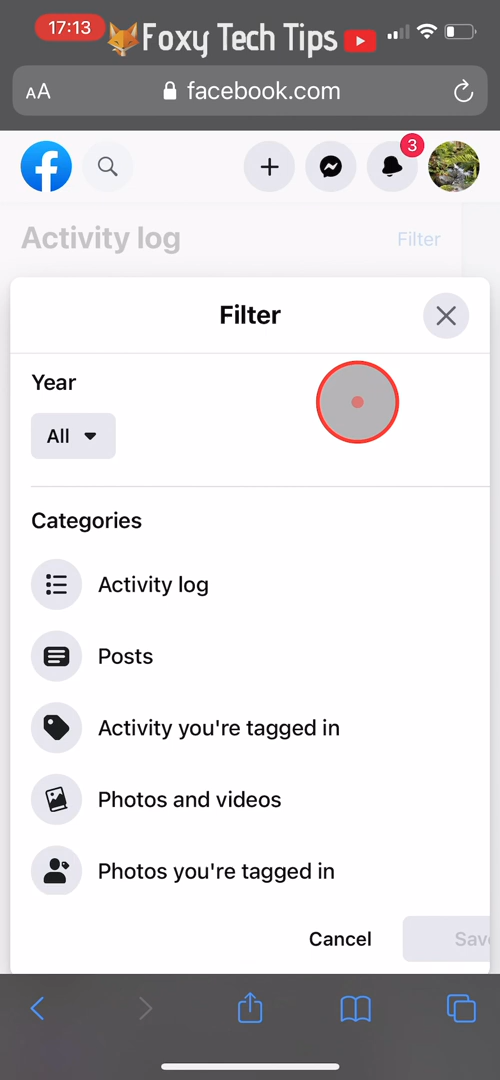 17:13
Foxy Tech Tips
AA
facebook.com
3
Activity log
Filter
Filter
Year
All
Categories
Activity log
Posts
Activity you're tagged in
Photos and videos
Photos you're tagged in
Cancel
Save